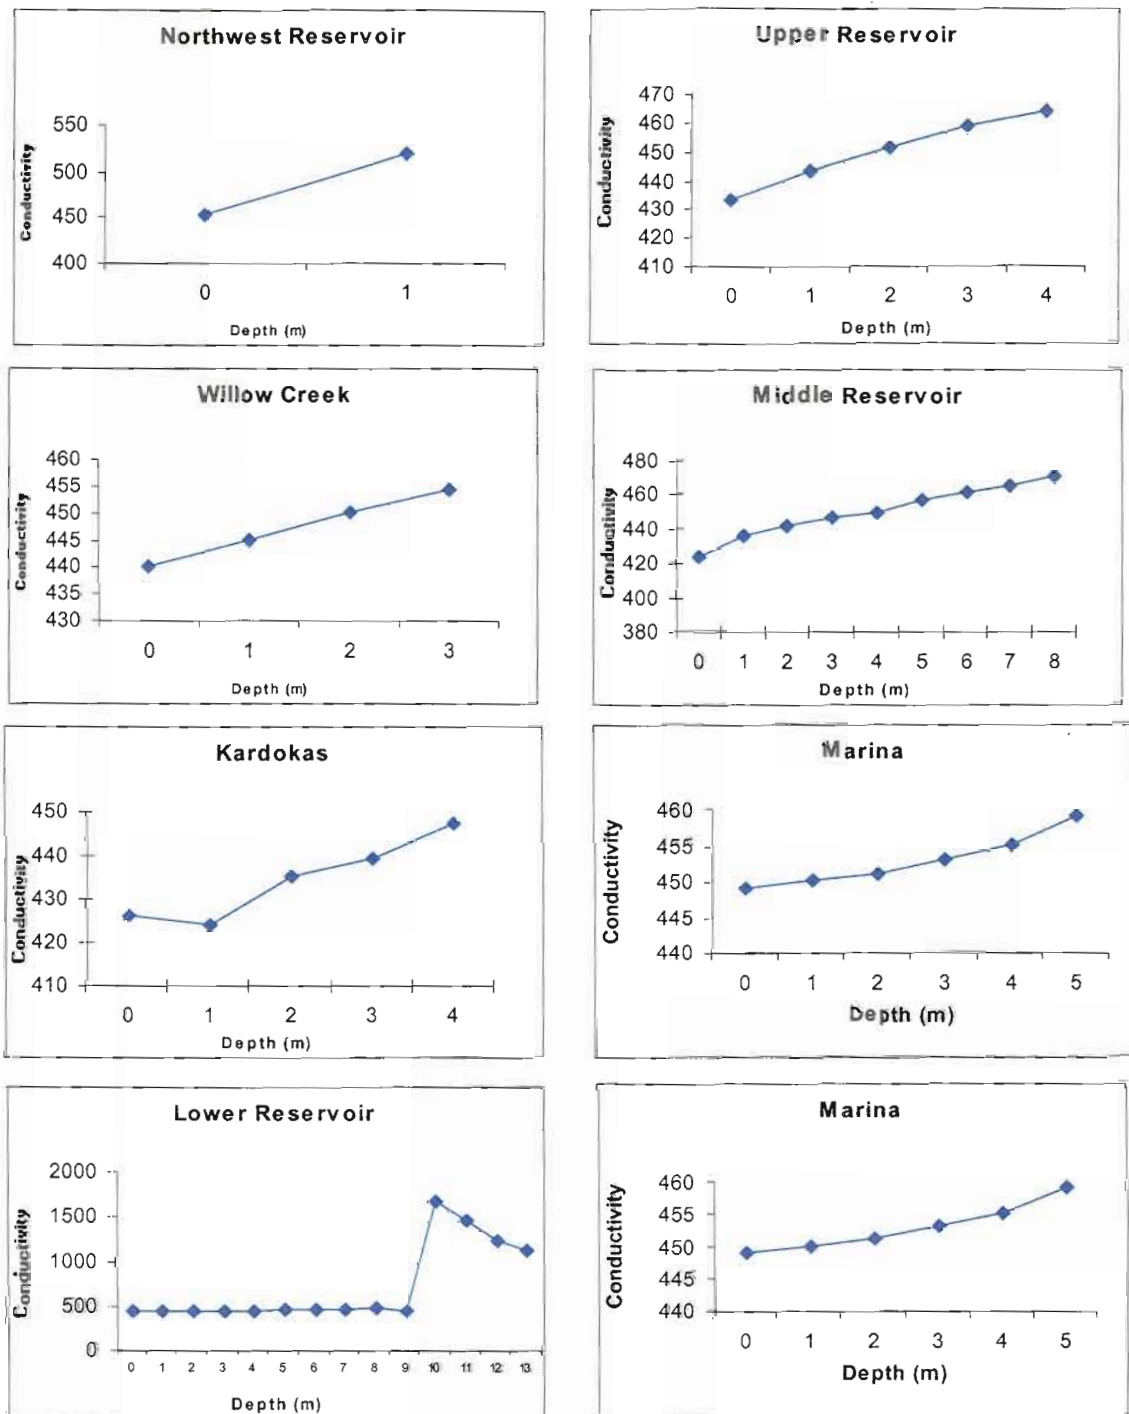 Northwest Reservoir
550
500
450
400
Conductivity
0 1
Depth (m)
Upper Reservoir
470
460
450
440
430
420
410
Conductivity
0 1 2 3 4
Depth (m)
Willow Creek
460
455
450
445
440
435
430
Conductivity
0 1 2 3
Depth (m)
Middle Reservoir
480
460
440
420
400
380
Conductivity
0 1 2 3 4 5 6 7 8
Depth (m)
Kardokas
450
440
430
420
410
Conductivity
0 1 2 3 4
Depth (m)
Marina
460
455
450
445
440
Conductivity
0 1 2 3 4 5
Depth (m)
Lower Reservoir
2000
1500
1000
500
0
Conductivity
0 1 2 3 4 5 6 7 8 9 10 11 12 13
Depth (m)
Marina
460
455
450
445
440
Conductivity
0 1 2 3 4 5
Depth (m)